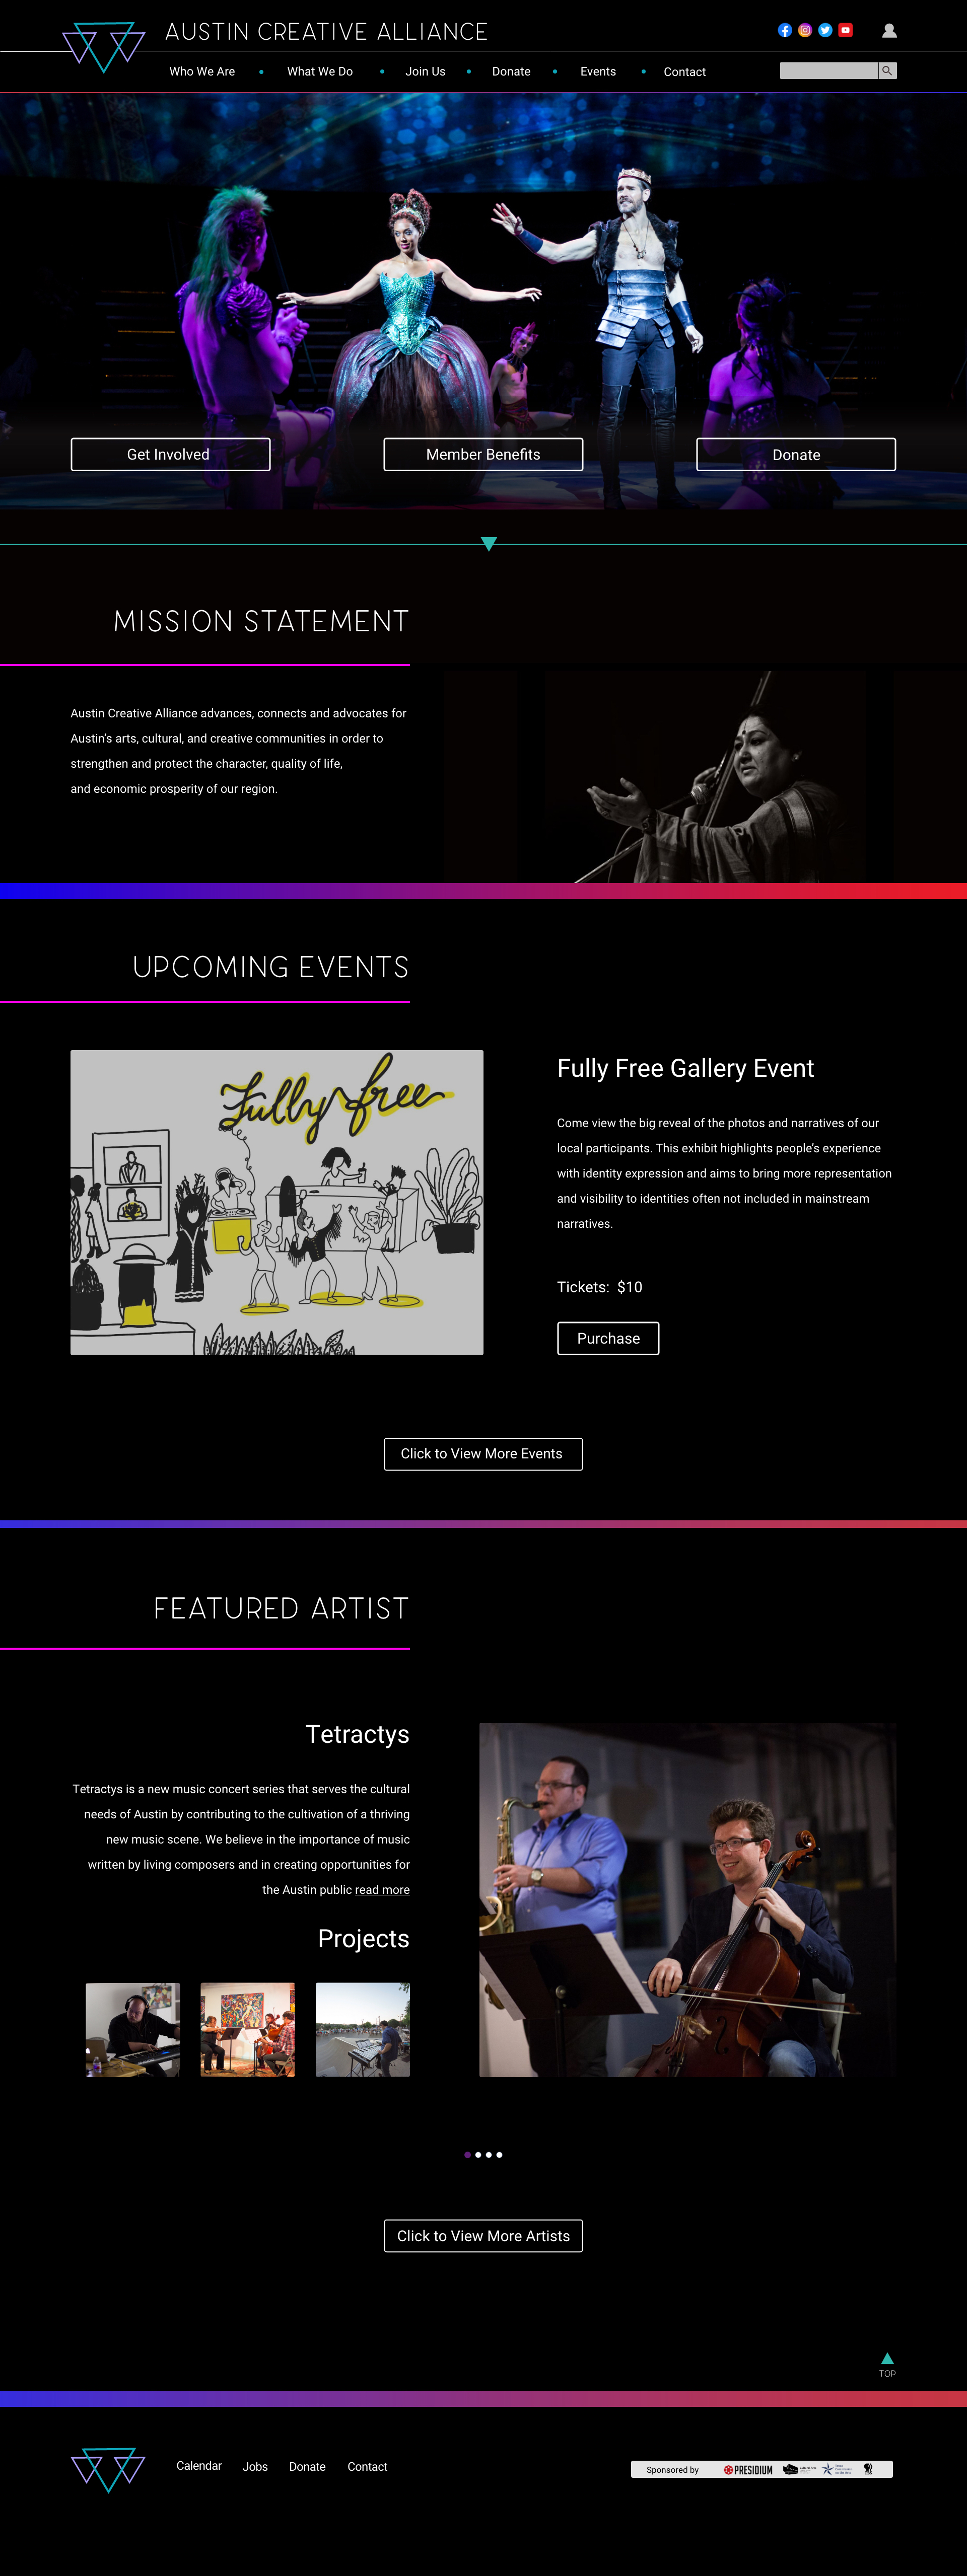 AUSTIN CREATIVE ALLIANCE
Who We Are
What We Do
Join Us
Donate
Events
Contact
Get Involved
Member Benefits
Donate
MISSION STATEMENT
Austin Creative Alliance advances, connects and advocates for
Austin’s arts, cultural, and creative communities in order to
strengthen and protect the character, quality of life,
and economic prosperity of our region.
UPCOMING EVENTS
Fully free
Fully Free Gallery Event
Come view the big reveal of the photos and narratives of our
local participants. This exhibit highlights people’s experience
with identity expression and aims to bring more representation
and visibility to identities often not included in mainstream
narratives.
Tickets: $10
Purchase
Click to View More Events
FEATURED ARTIST
Tetractys
Tetractys is a new music concert series that serves the cultural
needs of Austin by contributing to the cultivation of a thriving
new music scene. We believe in the importance of music
written by living composers and in creating opportunities for
the Austin public read more
Projects
Click to View More Artists
TOP
Calendar
Jobs
Donate
Contact
Sponsored by
PRESIDIUM